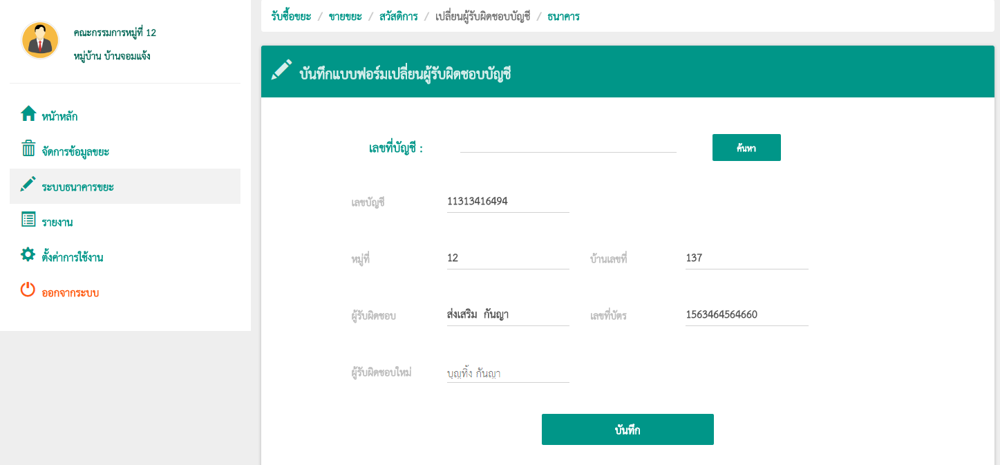 คณะกรรมการหมู่ที่ 12
หมู่บ้าน บ้านจอมแจ้ง
หน้าหลัก
จัดการข้อมูลขยะ
ระบบธนาคารขยะ
รายงาน
ตั้งค่าการใช้งาน
ออกจากระบบ
รับซื้อขยะ / ขายขยะ / สวัสดิการ / เปลี่ยนผู้รับผิดชอบบัญชี / ธนาคาร
บันทึกแบบฟอร์มเปลี่ยนผู้รับผิดชอบบัญชี
เลขที่บัญชี : ค้นหา
เลขบัญชี 11313416494
หมู่ที่ 12 บ้านเลขที่ 137
ผู้รับผิดชอบ ส่งเสริม กันญา เลขที่บัตร 1563464564660
ผู้รับผิดชอบใหม่ บุญทิ้ง กันญา
บันทึก